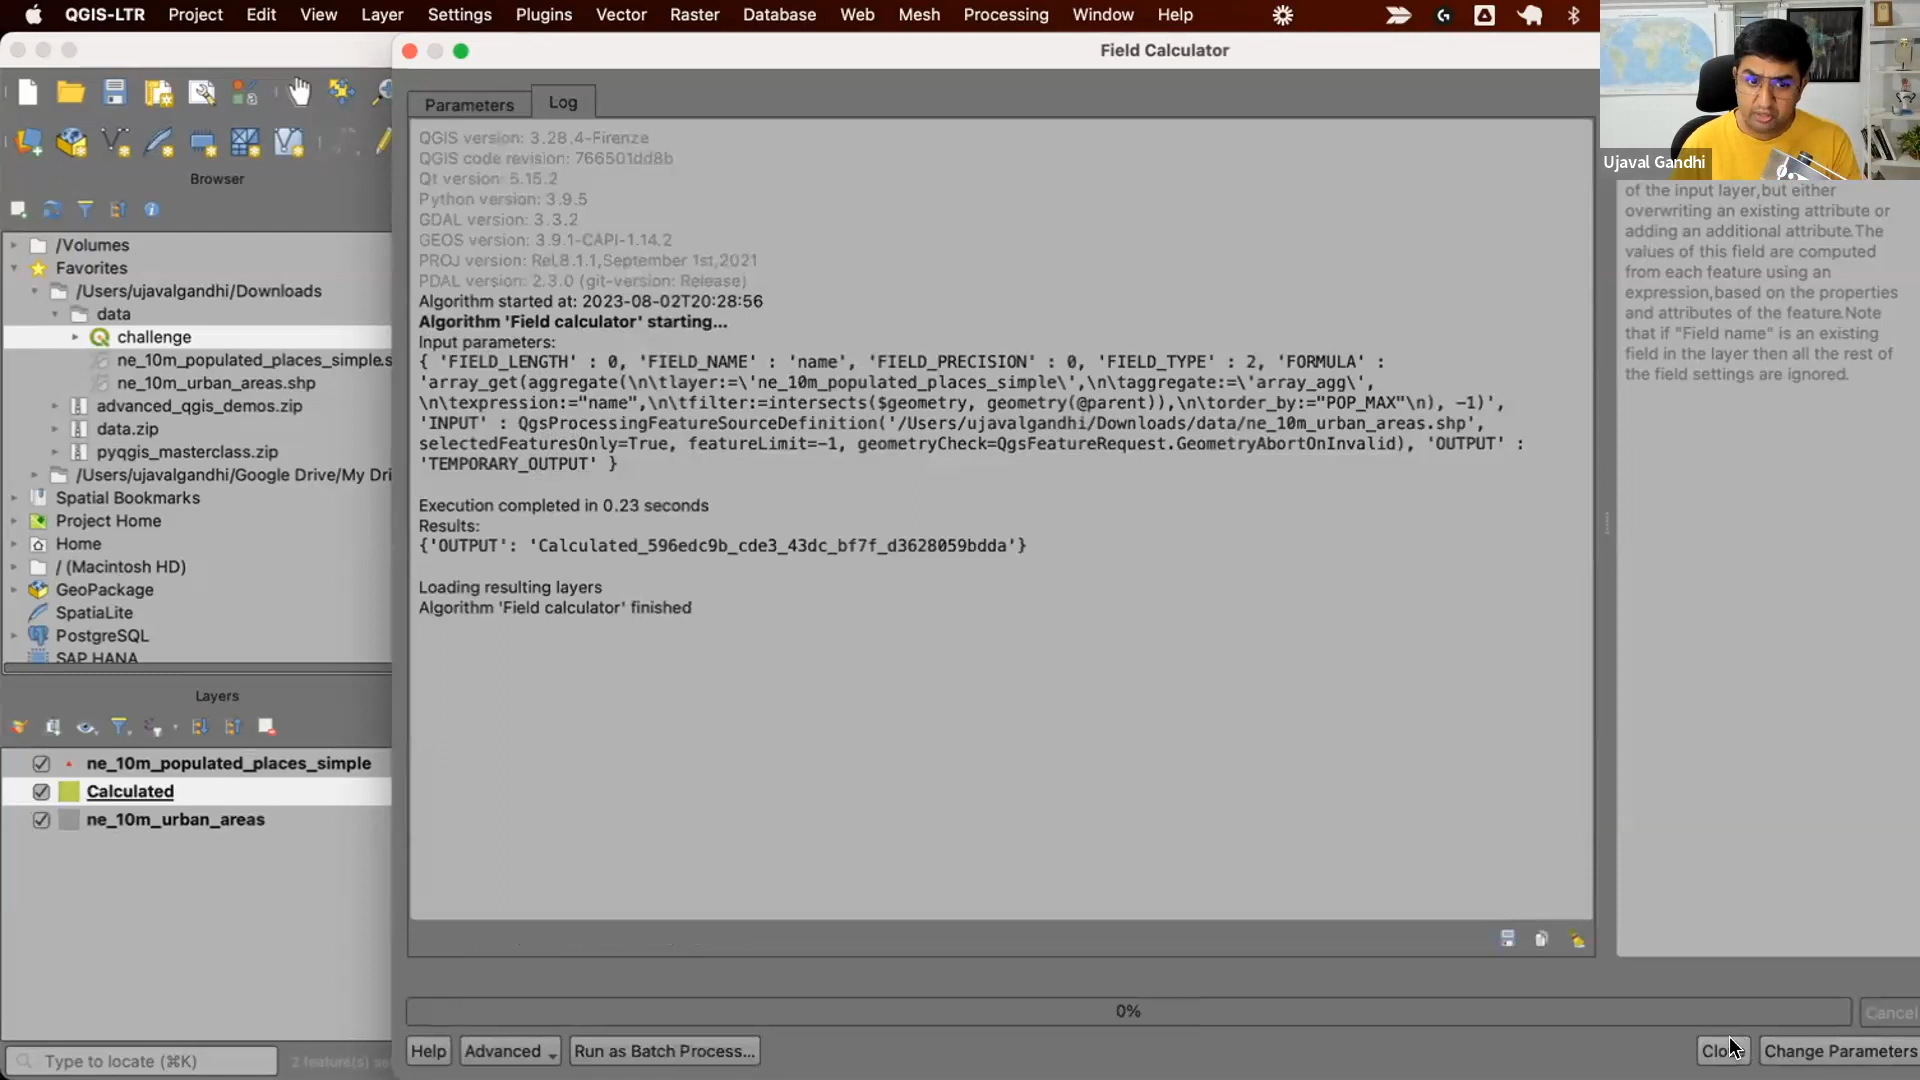 QGIS-LTR Project Edit View Layer Settings Plugins Vector Raster Database Web Mesh Processing Window Help
Field Calculator
Parameters Log
QGIS version: 3.28.4-Firenze
QGIS code revision: 766501dd8b
Qt version: 5.15.2
Python version: 3.9.5
GDAL version: 3.3.2
GEOS version: 3.9.1-CAPI-1.14.2
PROJ version: Rel.8.1.1,September 1st,2021
PDAL version: 2.3.0 (git-version: Release)
Algorithm started at: 2023-08-02T20:28:56
Algorithm 'Field calculator' starting...
Input parameters:
{ 'FIELD_LENGTH' : 0, 'FIELD_NAME' : 'name', 'FIELD_PRECISION' : 0, 'FIELD_TYPE' : 2, 'FORMULA' :
'array_get(aggregate(\n\tlayer:=\'ne_10m_populated_places_simple\',\n\taggregate:=\'array_agg\',
\n\texpression:="name",\n\tfilter:=intersects($geometry, geometry(@parent)),\n\torder_by:="POP_MAX"\n), -1)',
'INPUT' : QgsProcessingFeatureSourceDefinition('/Users/ujavalgandhi/Downloads/data/ne_10m_urban_areas.shp',
selectedFeaturesOnly=True, featureLimit=-1, geometryCheck=QgsFeatureRequest.GeometryAbortOnInvalid), 'OUTPUT' :
'TEMPORARY_OUTPUT' }
Execution completed in 0.23 seconds
Results:
{'OUTPUT': 'Calculated_596edc9b_cde3_43dc_bf7f_d3628059bdda'}
Loading resulting layers
Algorithm 'Field calculator' finished
Browser
/Volumes
Favorites
/Users/ujavalgandhi/Downloads
data
challenge
ne_10m_populated_places_simple.s
ne_10m_urban_areas.shp
advanced_qgis_demos.zip
data.zip
pyqgis_masterclass.zip
/Users/ujavalgandhi/Google Drive/My Dri
Spatial Bookmarks
Project Home
Home
/ (Macintosh HD)
GeoPackage
SpatiaLite
PostgreSQL
SAP HANA
Layers
ne_10m_populated_places_simple
Calculated
ne_10m_urban_areas
Type to locate (⌘K)
2 feature(s) se
Ujaval Gandhi
of the input layer,but either
overwriting an existing attribute or
adding an additional attribute.The
values of this field are computed
from each feature using an
expression,based on the properties
and attributes of the feature.Note
that if "Field name" is an existing
field in the layer then all the rest of
the field settings are ignored.
0%
Cancel
Help Advanced Run as Batch Process...
Change Parameters